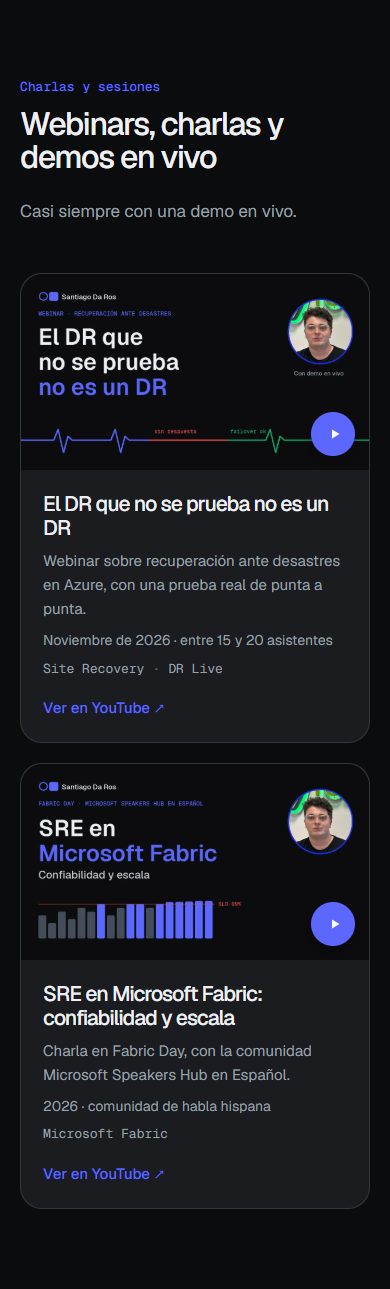 Charlas y sesiones
Webinars, charlas y
demos en vivo
Casi siempre con una demo en vivo.
Santiago Da Ros
WEBINAR · RECUPERACIÓN ANTE DESASTRES
El DR que
no se prueba
no es un DR
Con demo en vivo
sin respuesta
failover ok
El DR que no se prueba no es un
DR
Webinar sobre recuperación ante desastres
en Azure, con una prueba real de punta a
punta.
Noviembre de 2026 · entre 15 y 20 asistentes
Site Recovery · DR Live
Ver en YouTube ↗
Santiago Da Ros
FABRIC DAY · MICROSOFT SPEAKERS HUB EN ESPAÑOL
SRE en
Microsoft Fabric
Confiabilidad y escala
SRE en Microsoft Fabric:
confiabilidad y escala
Charla en Fabric Day, con la comunidad
Microsoft Speakers Hub en Español.
2026 · comunidad de habla hispana
Microsoft Fabric
Ver en YouTube ↗